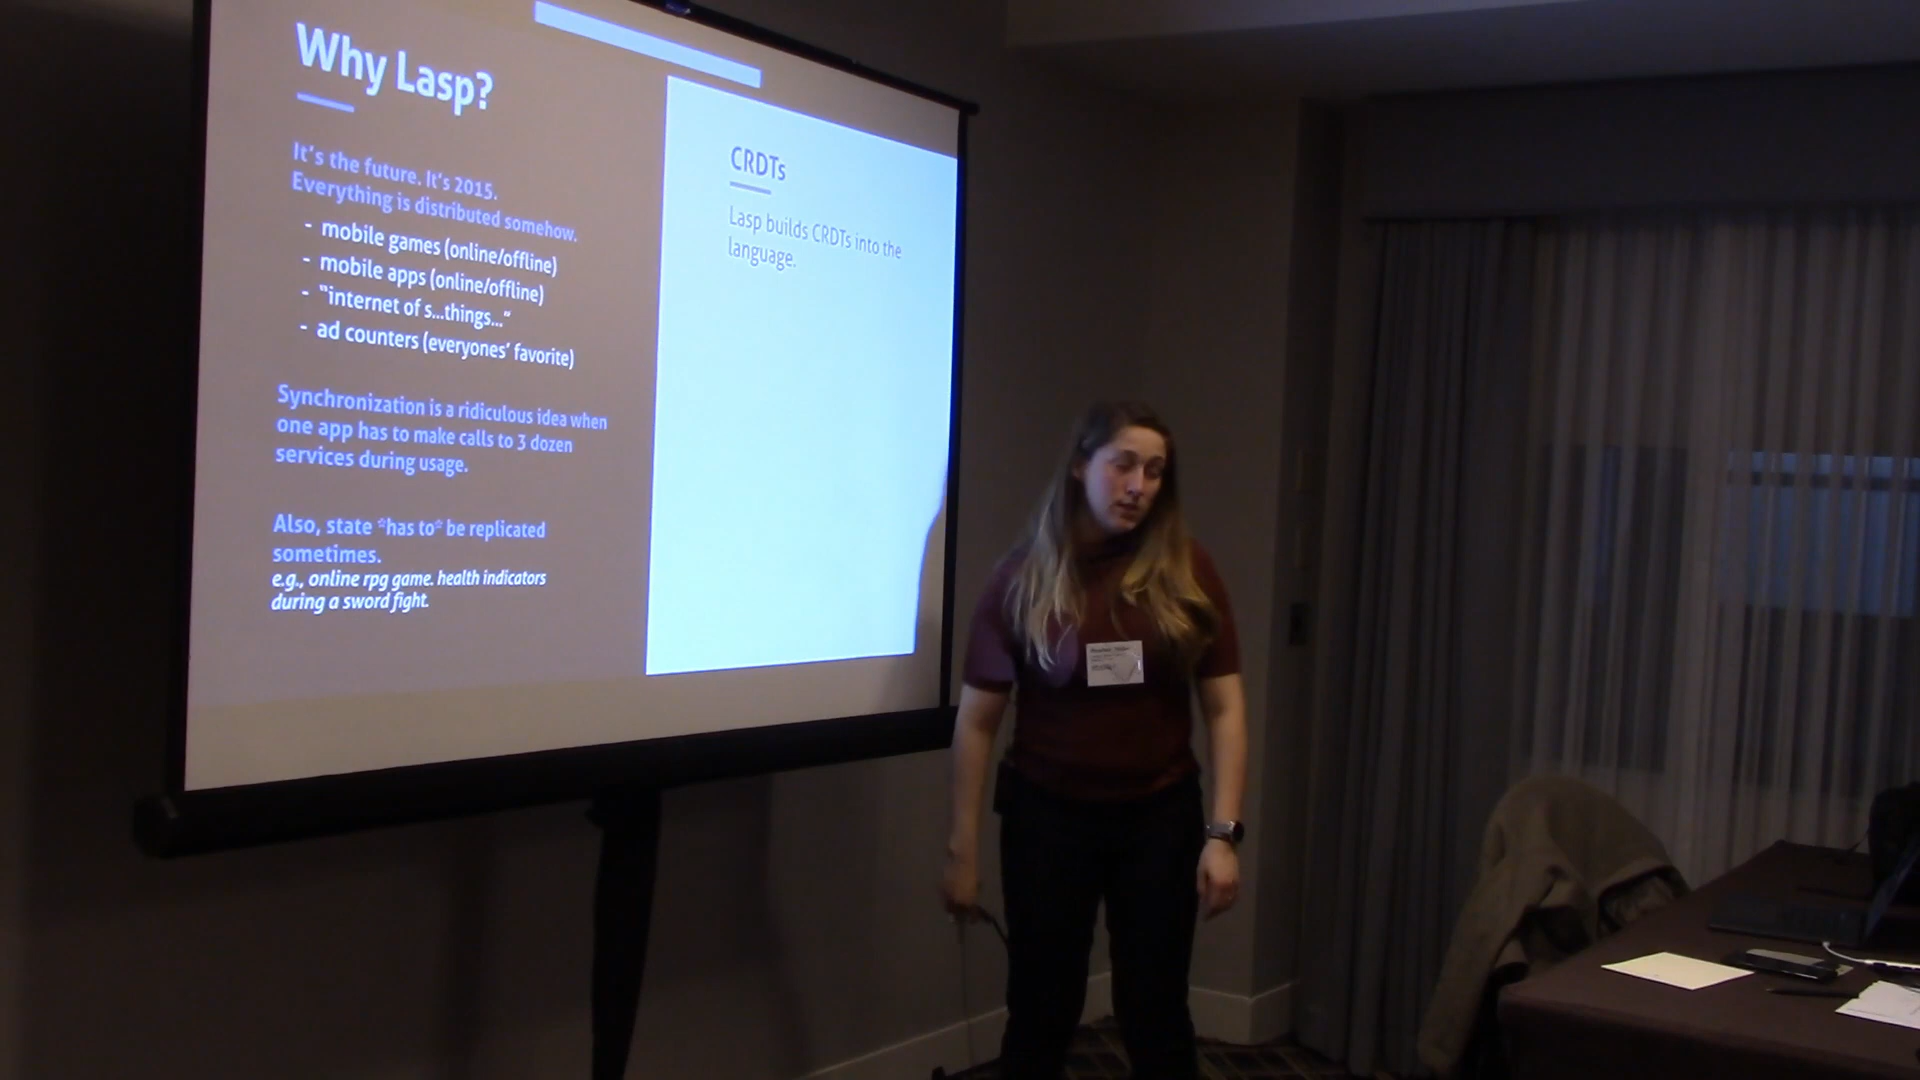 Why Lasp?
It's the future. It's 2015.
Everything is distributed somehow.
- mobile games (online/offline)
- mobile apps (online/offline)
- "internet of s...things..."
- ad counters (everyones' favorite)
Synchronization is a ridiculous idea when
one app has to make calls to 3 dozen
services during usage.
Also, state *has to* be replicated
sometimes.
e.g., online rpg game. health indicators
during a sword fight.
CRDTs
Lasp builds CRDTs into the
language.